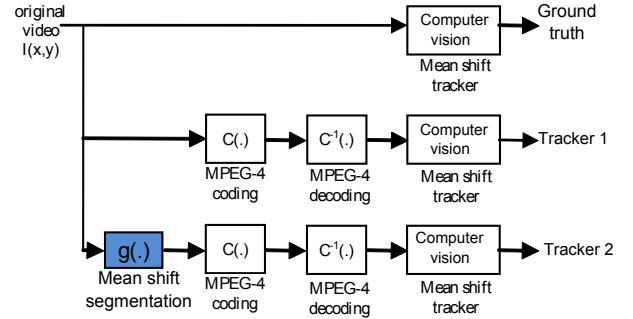 original
video
I(x,y)
Computer
vision
Mean shift
tracker
Ground
truth
C(.)
MPEG-4
coding
C⁻¹(.)
MPEG-4
decoding
Computer
vision
Mean shift
tracker
Tracker 1
g(.)
Mean shift
segmentation
C(.)
MPEG-4
coding
C⁻¹(.)
MPEG-4
decoding
Computer
vision
Mean shift
tracker
Tracker 2